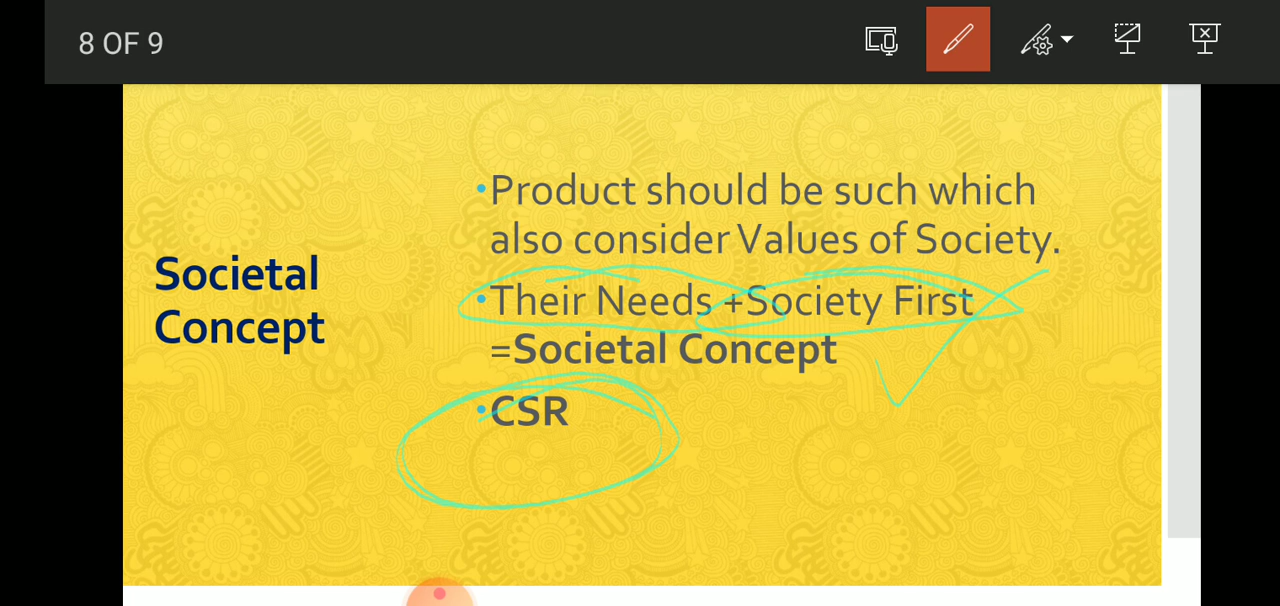 8 OF 9
Societal
Concept
•Product should be such which
also consider Values of Society.
•Their Needs +Society First
=Societal Concept
•CSR